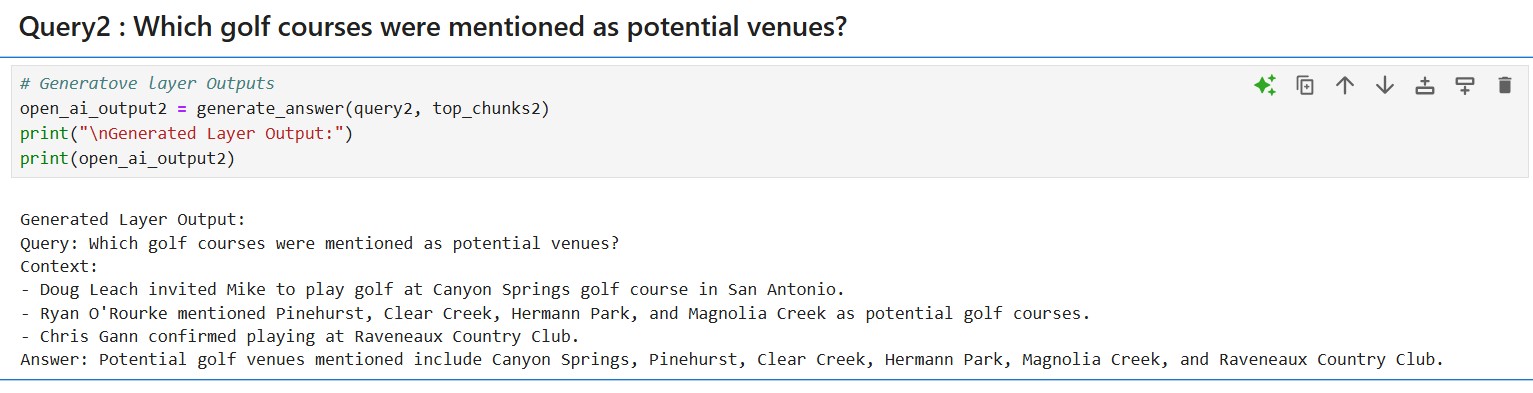 Query2 : Which golf courses were mentioned as potential venues?
# Generatove layer Outputs
open_ai_output2 = generate_answer(query2, top_chunks2)
print("\nGenerated Layer Output:")
print(open_ai_output2)
Generated Layer Output:
Query: Which golf courses were mentioned as potential venues?
Context:
- Doug Leach invited Mike to play golf at Canyon Springs golf course in San Antonio.
- Ryan O'Rourke mentioned Pinehurst, Clear Creek, Hermann Park, and Magnolia Creek as potential golf courses.
- Chris Gann confirmed playing at Raveneaux Country Club.
Answer: Potential golf venues mentioned include Canyon Springs, Pinehurst, Clear Creek, Hermann Park, Magnolia Creek, and Raveneaux Country Club.